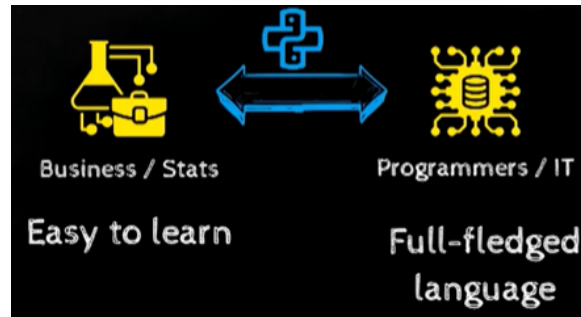 Business / Stats
Programmers / IT
Easy to learn
Full-fledged
language